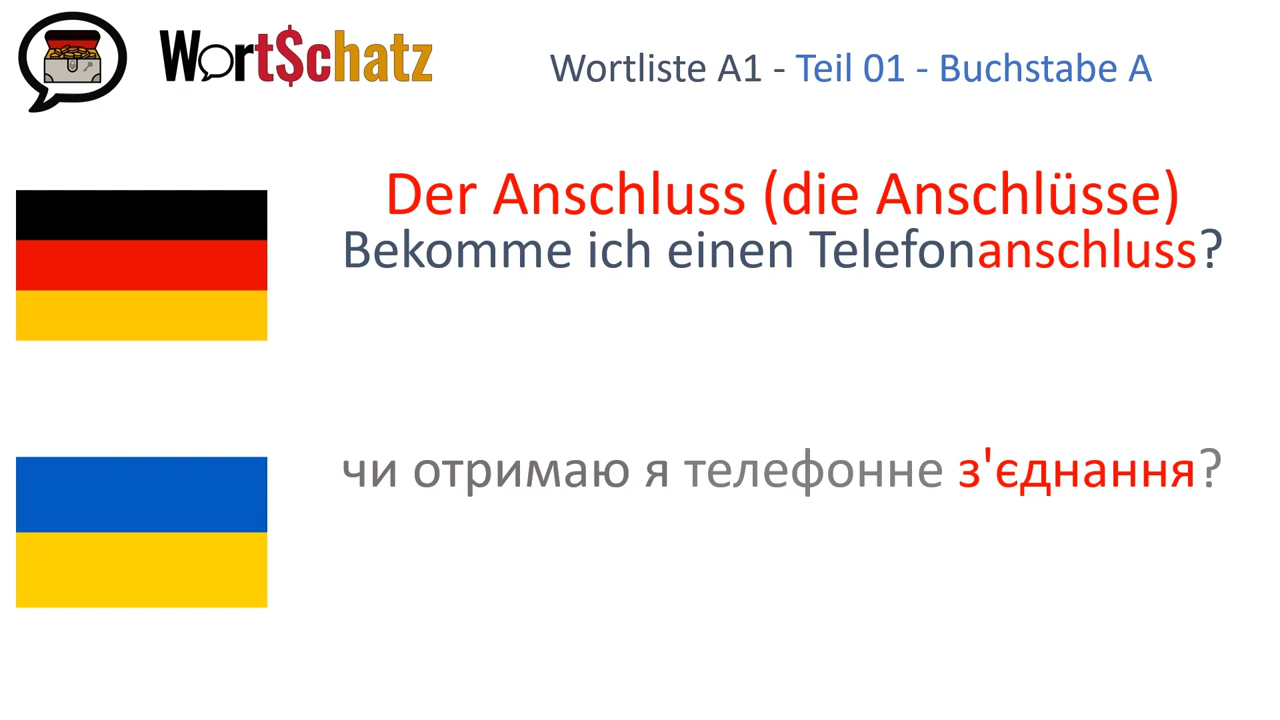 WortSchatz
Wortliste A1 - Teil 01 - Buchstabe A
Der Anschluss (die Anschlüsse)
Bekomme ich einen Telefonanschluss?
чи отримаю я телефонне з'єднання?